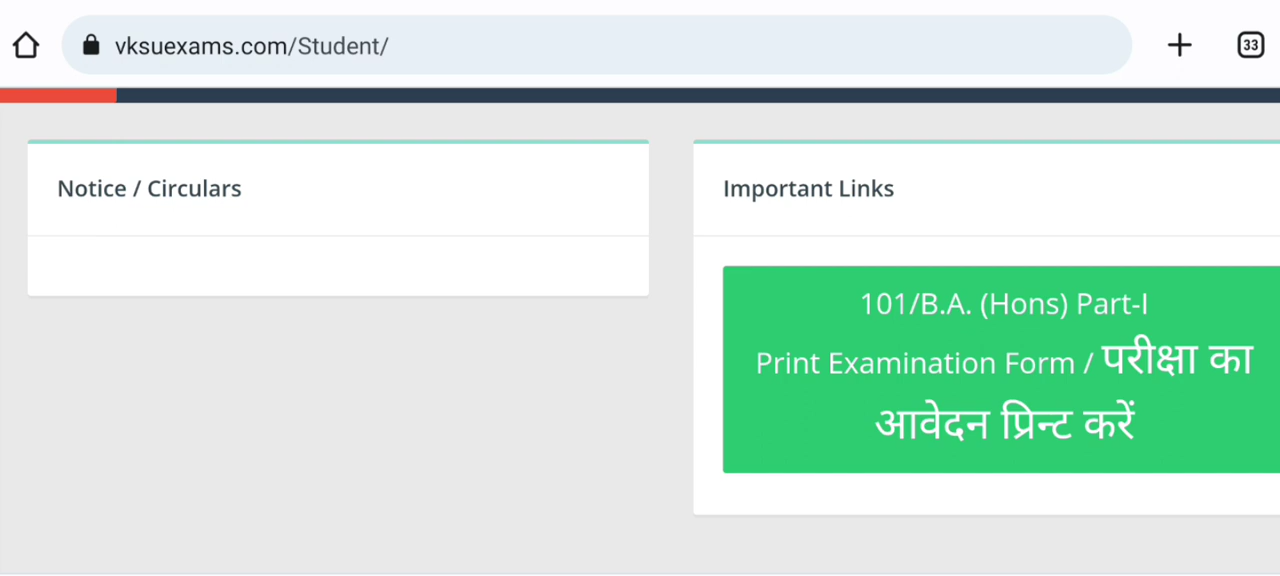 vksuexams.com/Student/
33
Notice / Circulars
Important Links
101/B.A. (Hons) Part-I
Print Examination Form / परीक्षा का
आवेदन प्रिन्ट करें